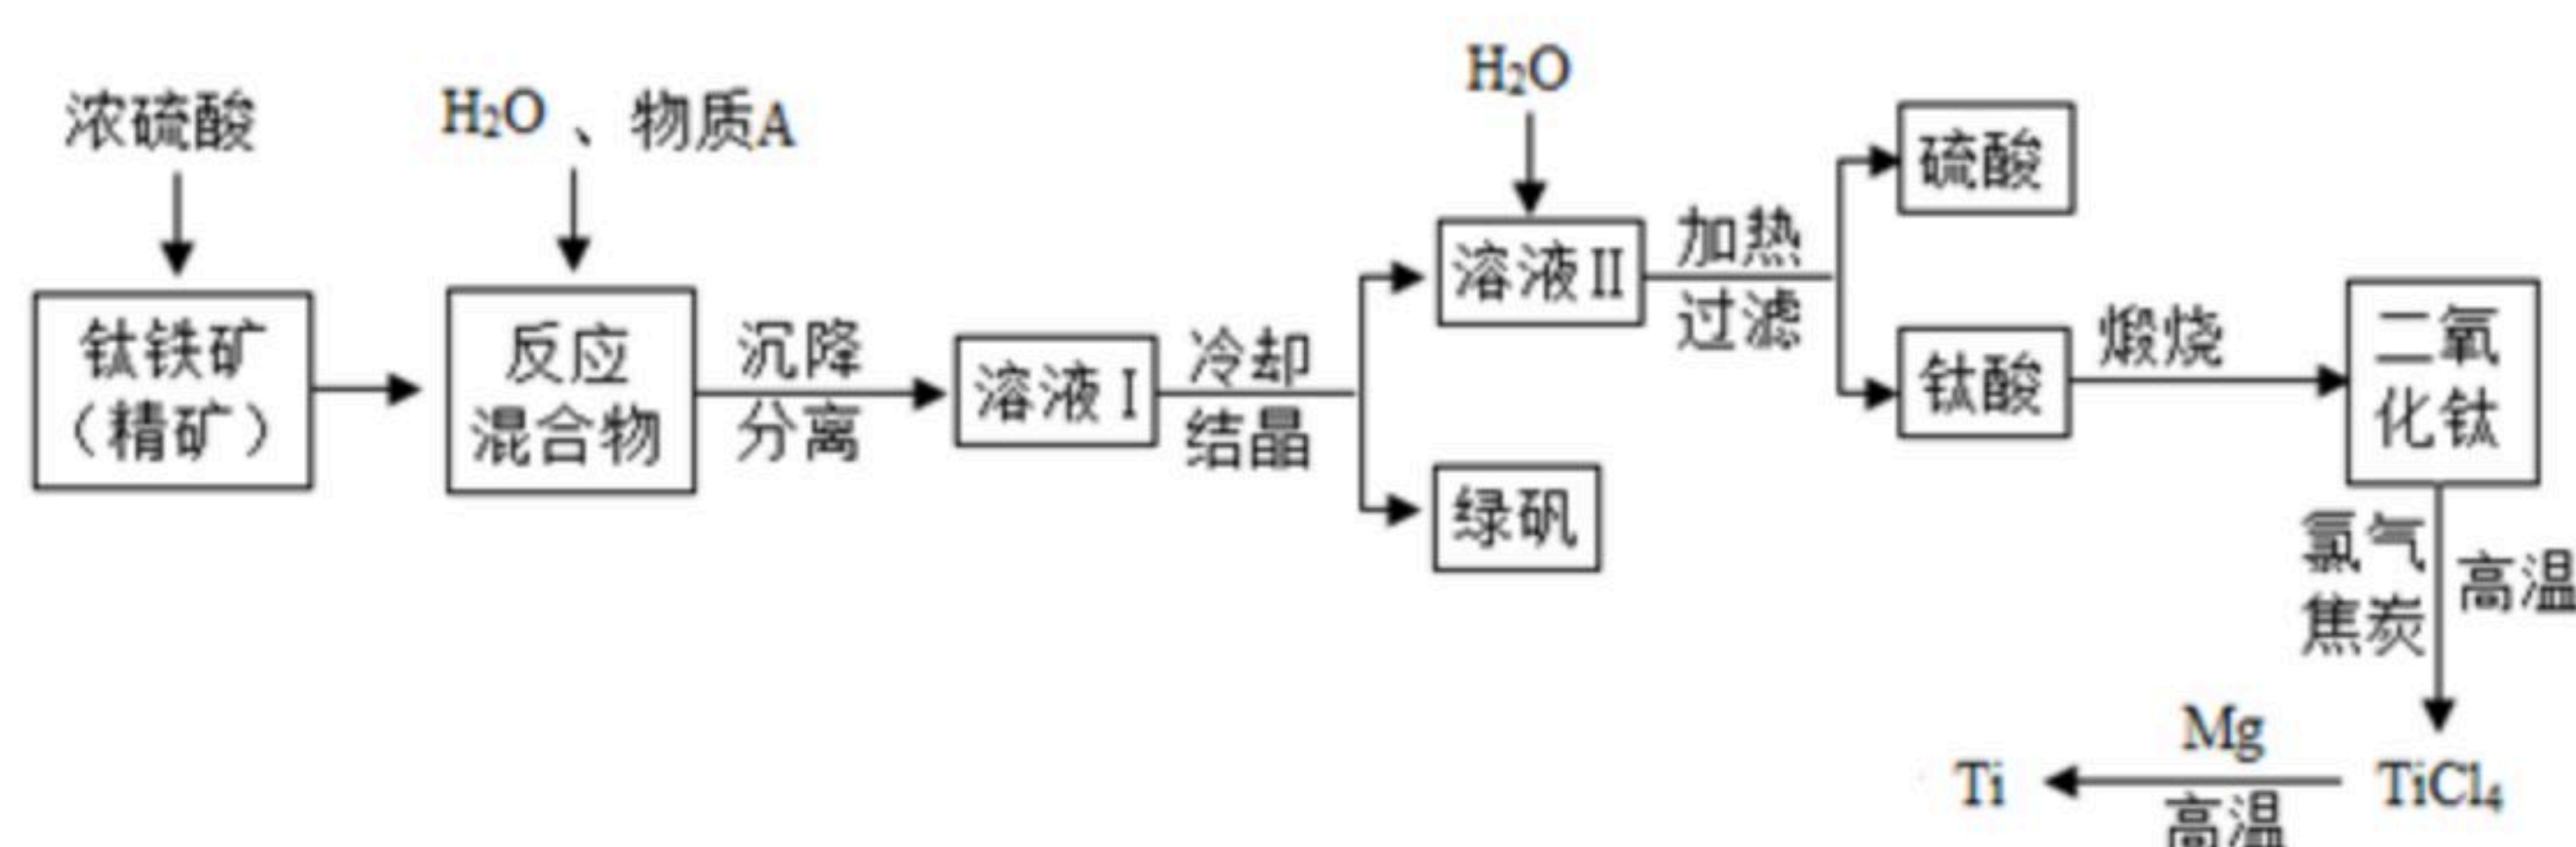 浓硫酸
H₂O 、物质A
H₂O
钛铁矿
（精矿）
反应
混合物
沉降
分离
溶液 I
冷却
结晶
溶液 II
绿矾
加热
过滤
硫酸
钛酸
煅烧
二氧
化钛
氯气
焦炭
高温
TiCl₄
Mg
高温
Ti